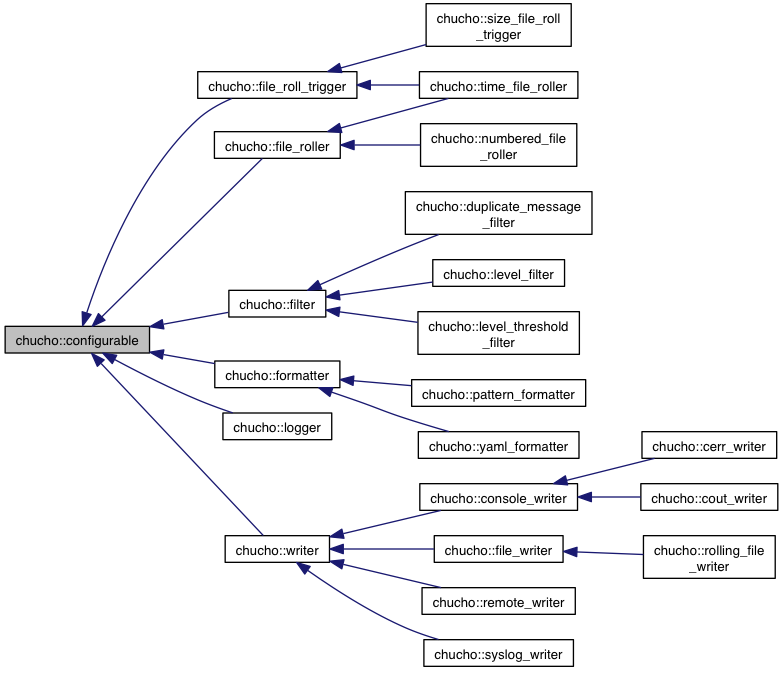 chucho::size_file_roll
_trigger
chucho::file_roll_trigger
chucho::time_file_roller
chucho::numbered_file
_roller
chucho::file_roller
chucho::duplicate_message
_filter
chucho::level_filter
chucho::filter
chucho::level_threshold
_filter
chucho::configurable
chucho::formatter
chucho::pattern_formatter
chucho::logger
chucho::yaml_formatter
chucho::cerr_writer
chucho::console_writer
chucho::cout_writer
chucho::writer
chucho::file_writer
chucho::rolling_file
_writer
chucho::remote_writer
chucho::syslog_writer